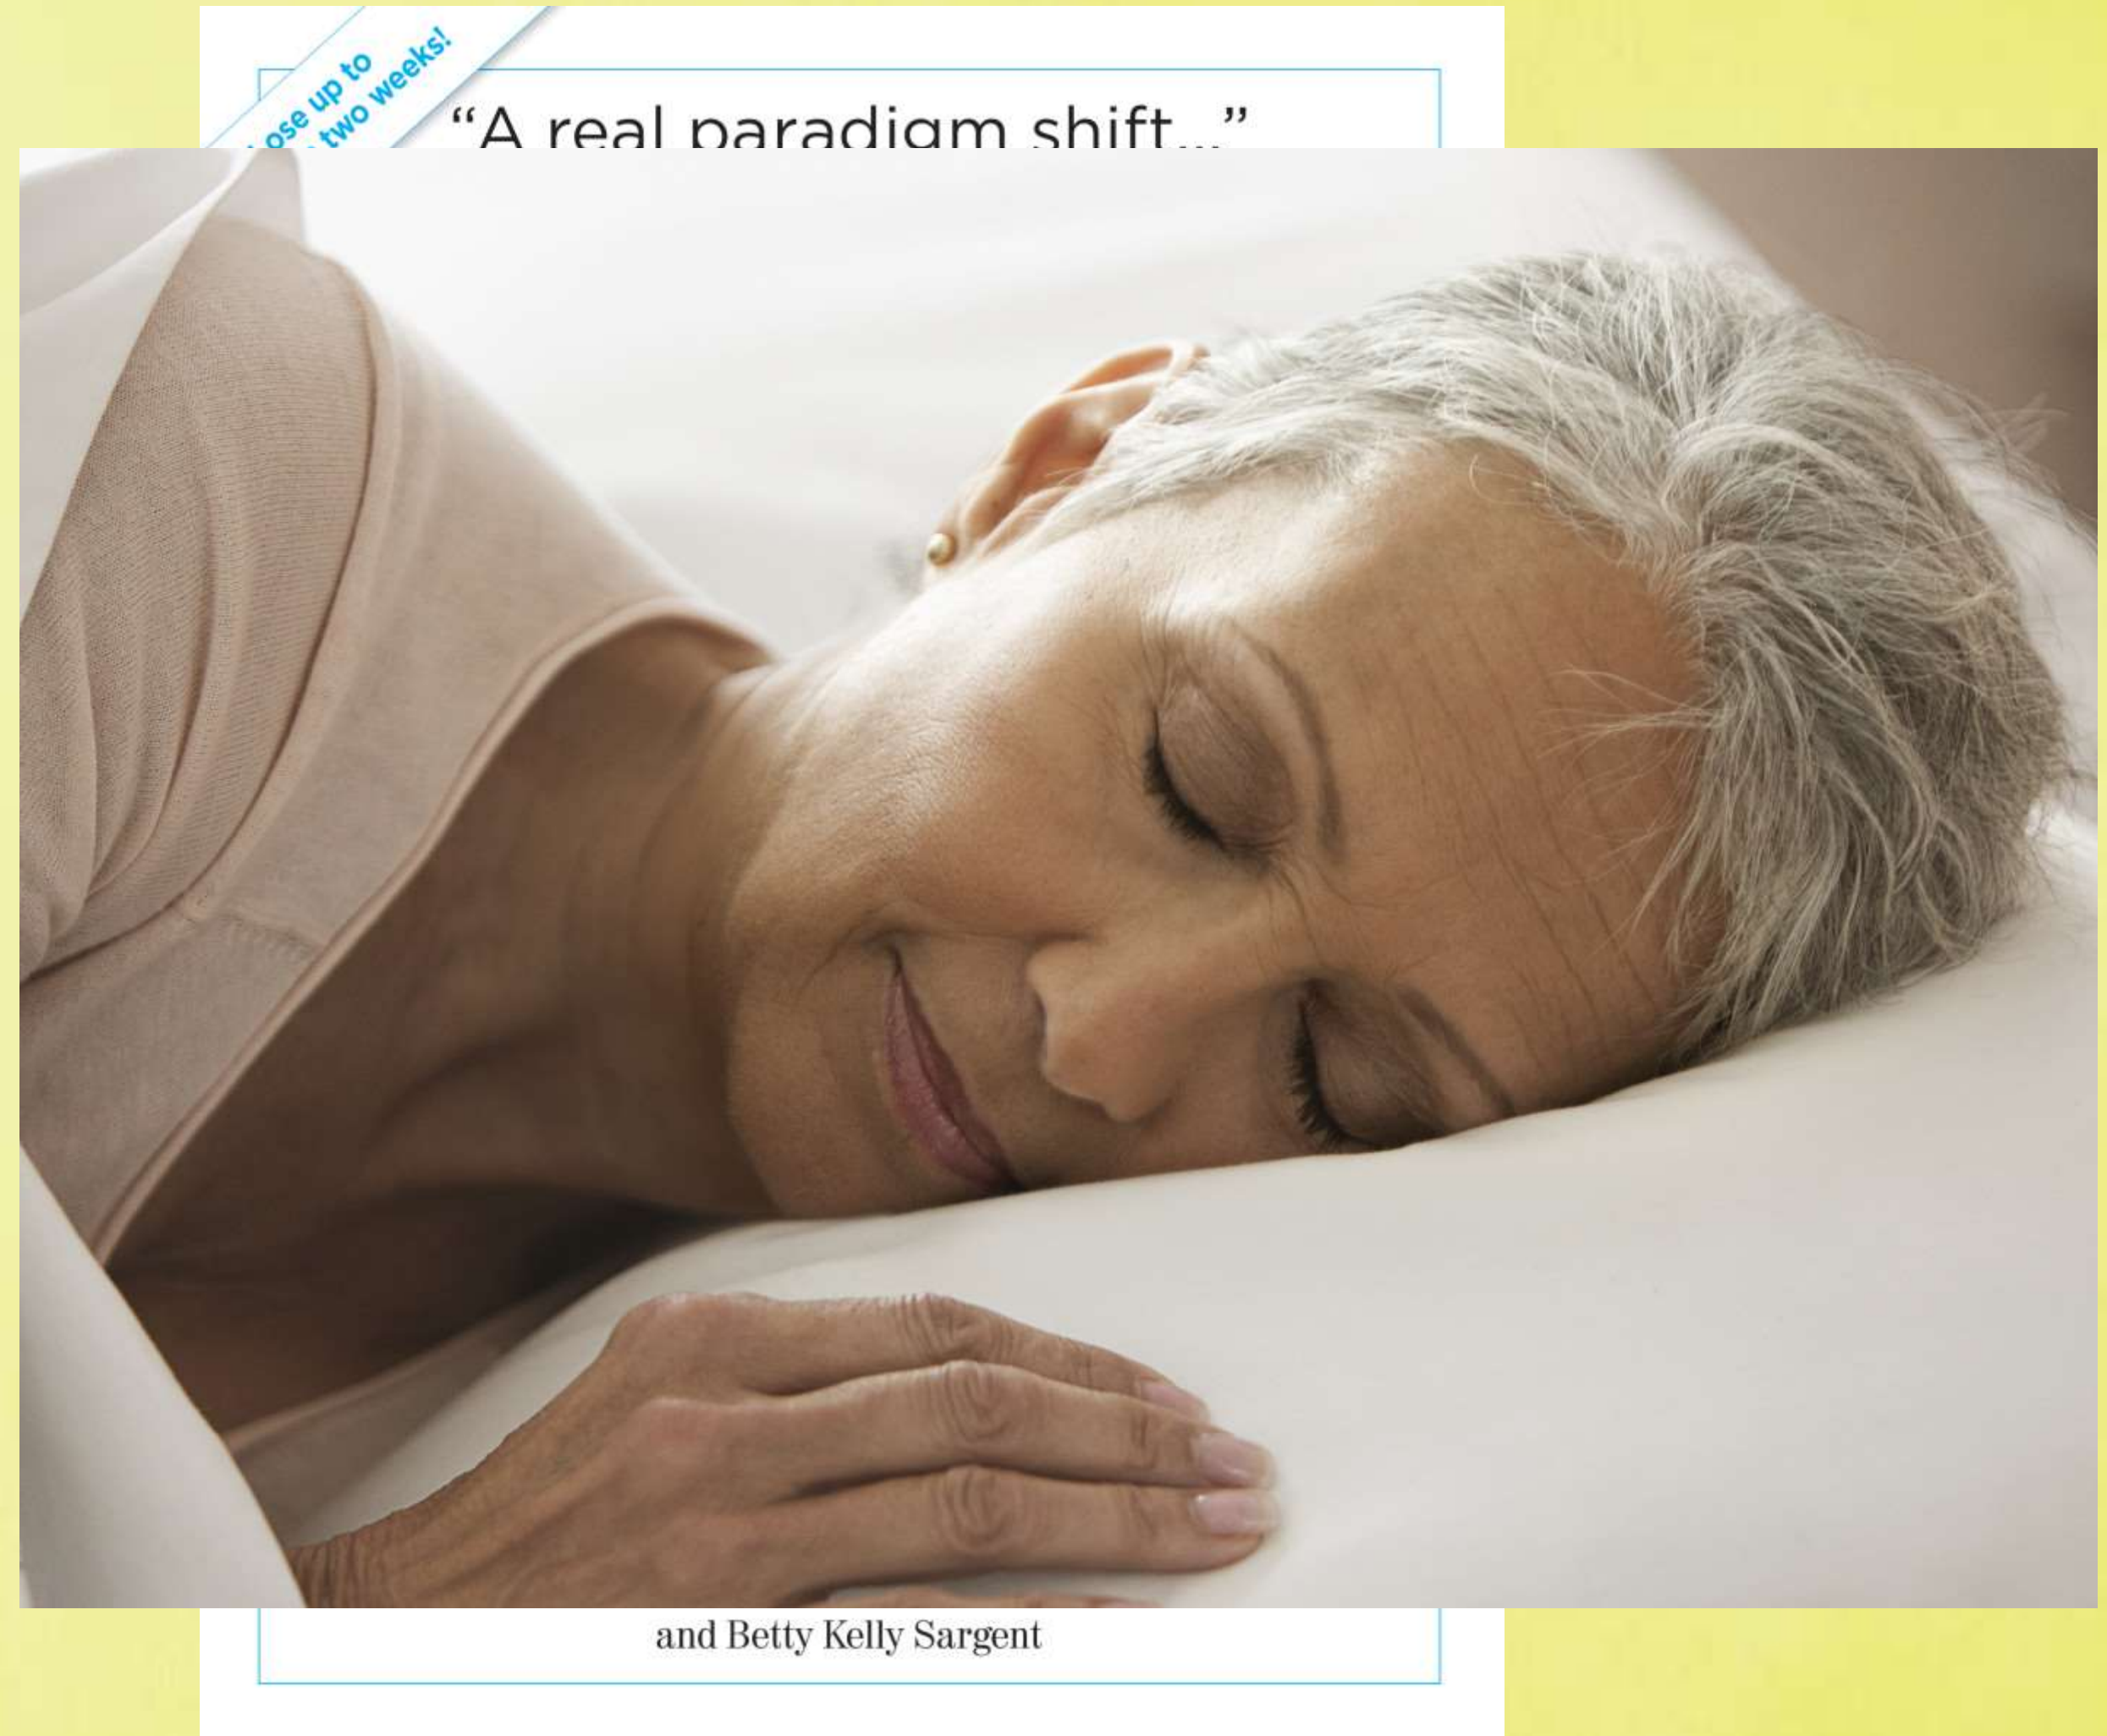 ose up to
two weeks!
“A real paradigm shift...”
and Betty Kelly Sargent